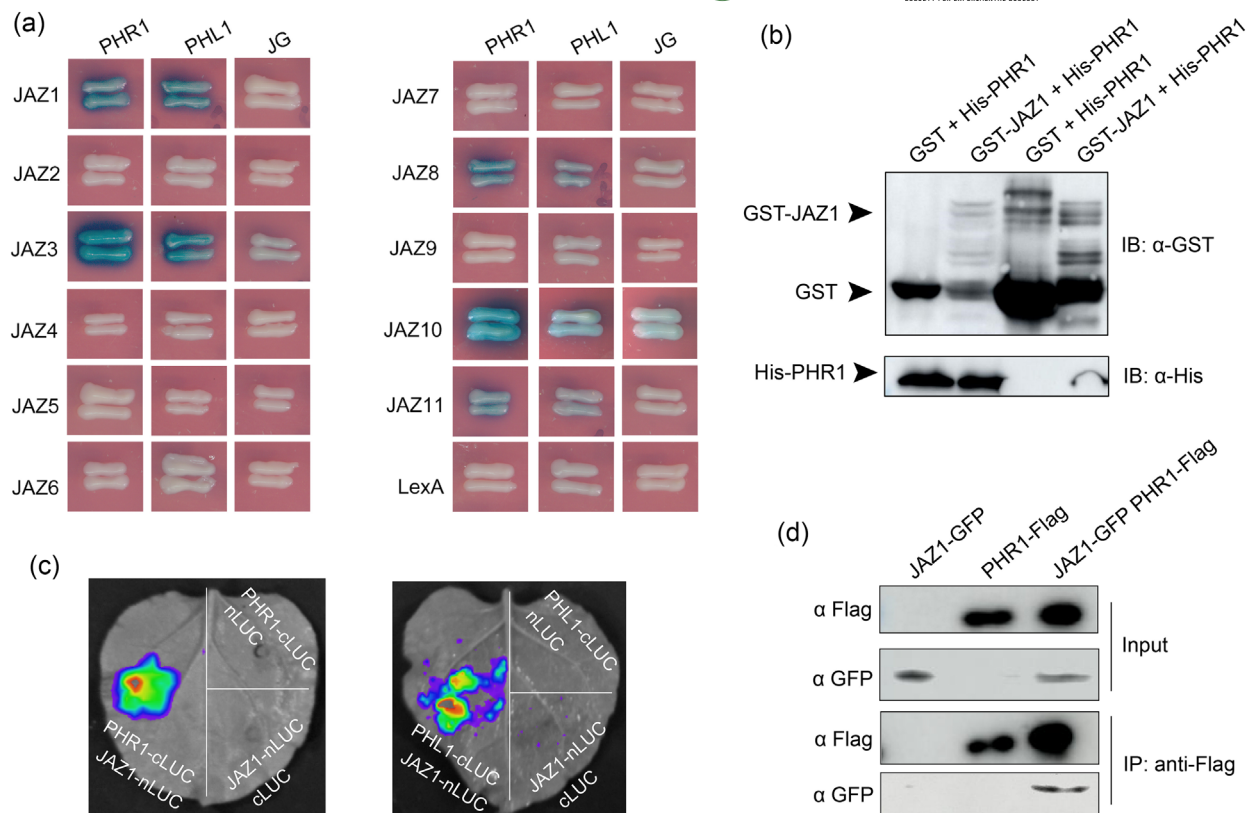 (a)
PHR1 PHL1 JG
JAZ1
JAZ2
JAZ3
JAZ4
JAZ5
JAZ6
PHR1 PHL1 JG
JAZ7
JAZ8
JAZ9
JAZ10
JAZ11
LexA
(b)
GST + His-PHR1
GST-JAZ1 + His-PHR1
GST + His-PHR1
GST-JAZ1 + His-PHR1
GST-JAZ1
GST
IB: α-GST
His-PHR1
IB: α-His
(c)
PHR1-cLUC
nLUC
PHR1-cLUC
JAZ1-nLUC
JAZ1-nLUC
cLUC
PHL1-cLUC
nLUC
PHL1-cLUC
JAZ1-nLUC
JAZ1-nLUC
cLUC
(d)
JAZ1-GFP
PHR1-Flag
JAZ1-GFP PHR1-Flag
α Flag
α GFP
Input
α Flag
α GFP
IP: anti-Flag